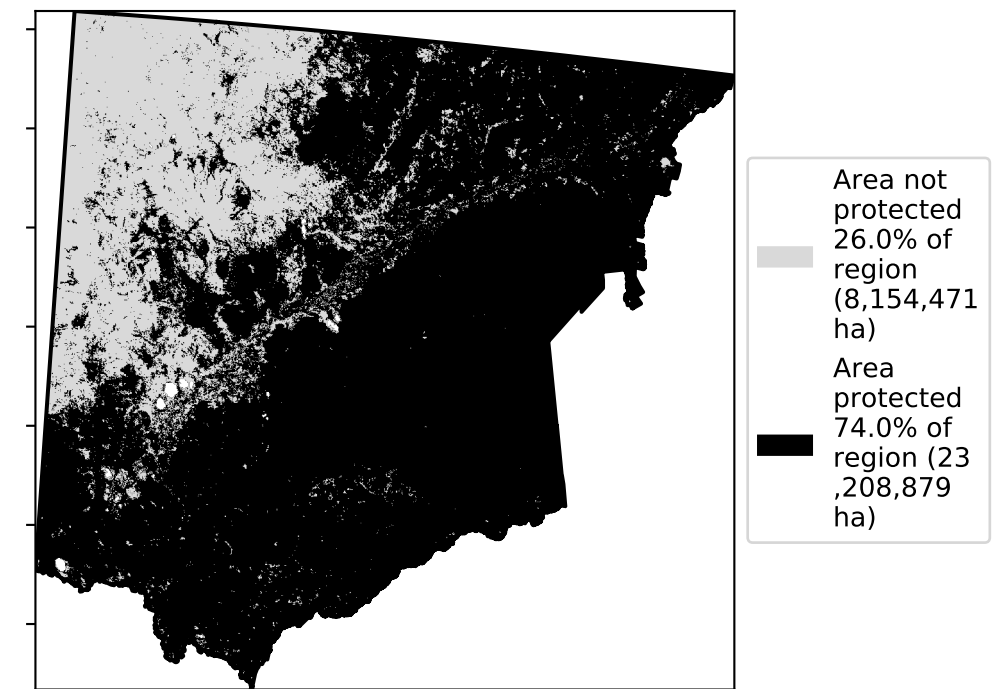 Area not
protected
26.0% of
region
(8,154,471
ha)
Area
protected
74.0% of
region (23
,208,879
ha)